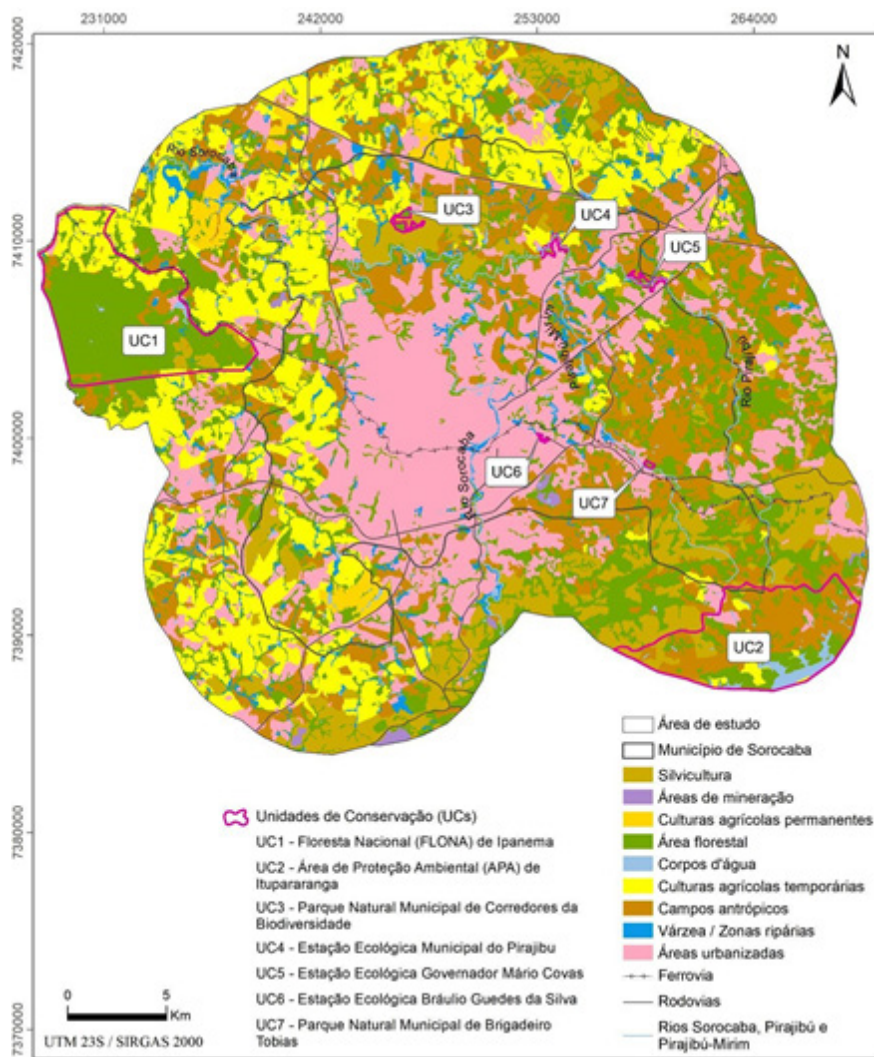 231000 242000 253000 264000
7420000
7410000
7400000
7390000
7380000
7370000
N
Rio Sorocaba
UC3
UC4
UC5
UC1
Pirajibú-Mirim
Rio Pirajibú
Rio Sorocaba
UC6
UC7
UC2
Unidades de Conservação (UCs)
UC1 - Floresta Nacional (FLONA) de Ipanema
UC2 - Área de Proteção Ambiental (APA) de
Itupararanga
UC3 - Parque Natural Municipal de Corredores da
Biodiversidade
UC4 - Estação Ecológica Municipal do Pirajibu
UC5 - Estação Ecológica Governador Mário Covas
UC6 - Estação Ecológica Bráulio Guedes da Silva
UC7 - Parque Natural Municipal de Brigadeiro
Tobias
Área de estudo
Município de Sorocaba
Silvicultura
Áreas de mineração
Culturas agrícolas permanentes
Área florestal
Corpos d'água
Culturas agrícolas temporárias
Campos antrópicos
Várzea / Zonas ripárias
Áreas urbanizadas
Ferrovia
Rodovias
Rios Sorocaba, Pirajibú e
Pirajibú-Mirim
0 5
Km
UTM 23S / SIRGAS 2000